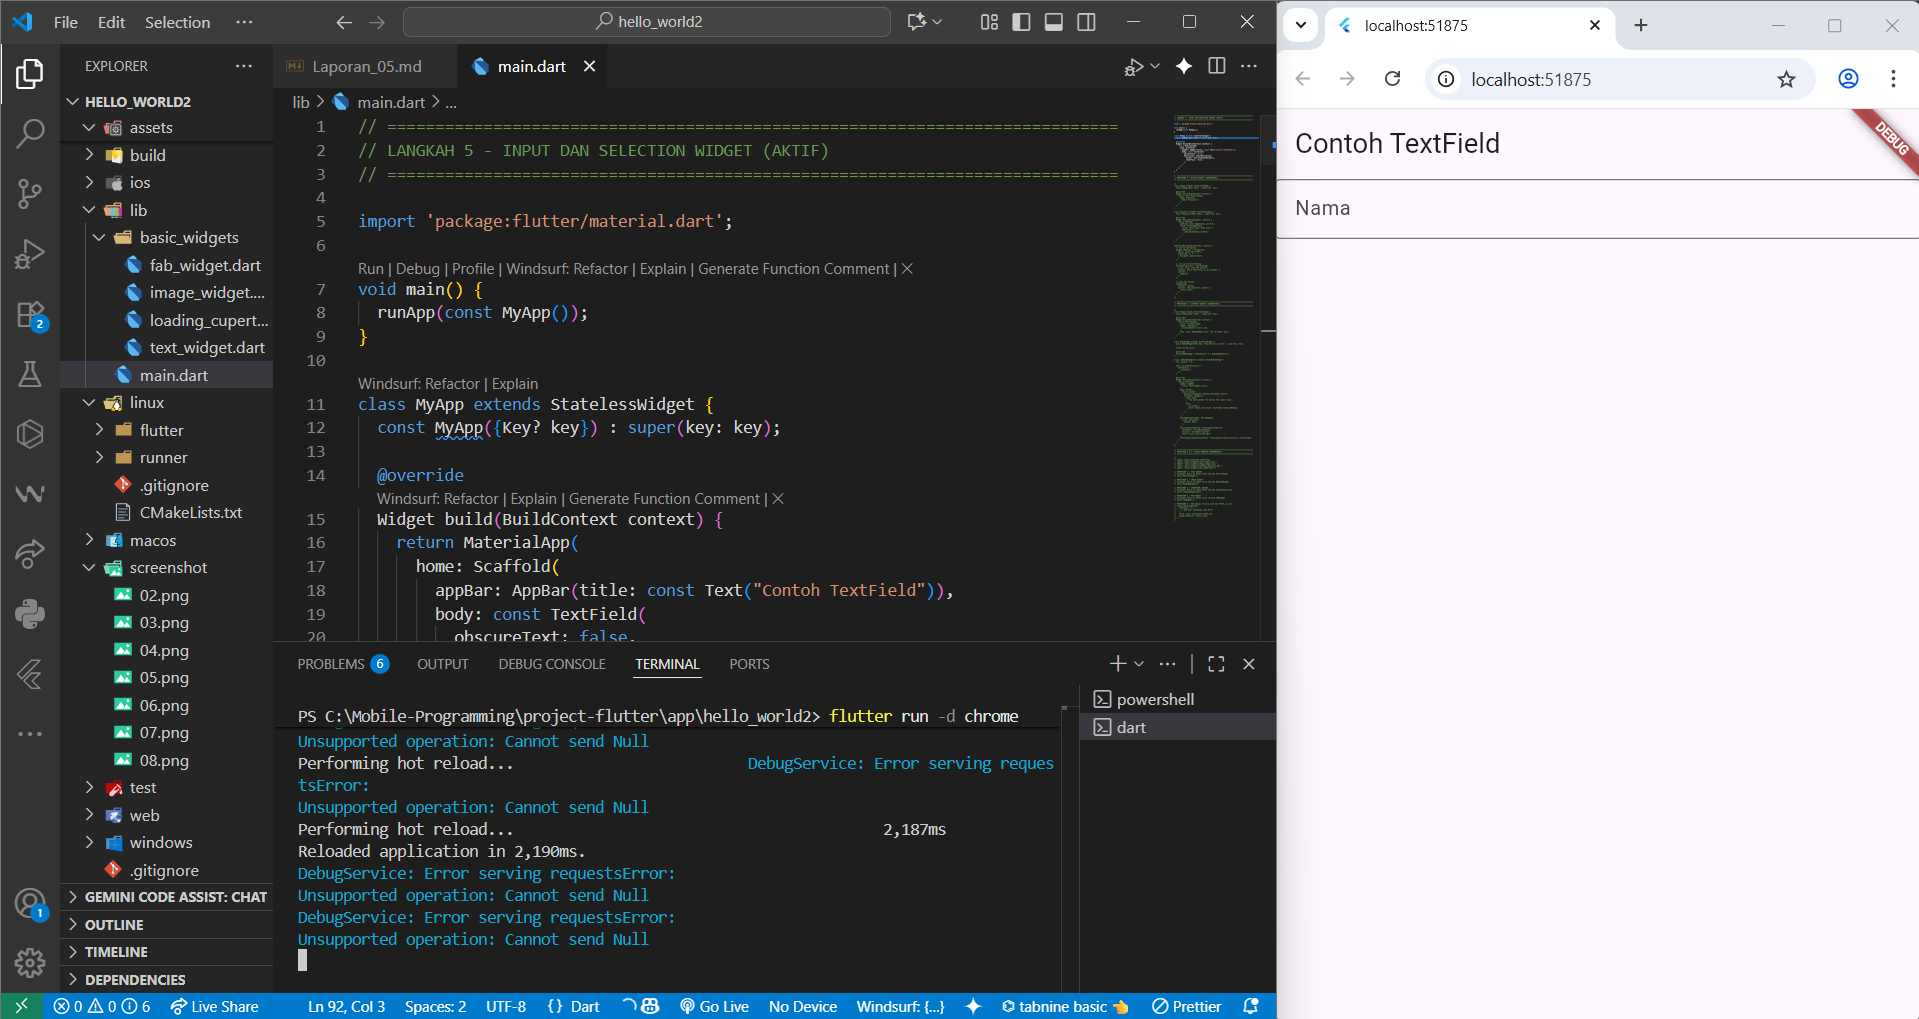 File Edit Selection ···
hello_world2
EXPLORER ···
HELLO_WORLD2
assets
build
ios
lib
basic_widgets
fab_widget.dart
image_widget....
loading_cupert...
text_widget.dart
main.dart
linux
flutter
runner
.gitignore
CMakeLists.txt
macos
screenshot
02.png
03.png
04.png
05.png
06.png
07.png
08.png
test
web
windows
.gitignore
GEMINI CODE ASSIST: CHAT
OUTLINE
TIMELINE
DEPENDENCIES
2
1
Laporan_05.md main.dart
lib > main.dart > ...
1 // ============================================================================
2 // LANGKAH 5 - INPUT DAN SELECTION WIDGET (AKTIF)
3 // ============================================================================
4
5 import 'package:flutter/material.dart';
6
Run | Debug | Profile | Windsurf: Refactor | Explain | Generate Function Comment | X
7 void main() {
8 runApp(const MyApp());
9 }
10
Windsurf: Refactor | Explain
11 class MyApp extends StatelessWidget {
12 const MyApp({Key? key}) : super(key: key);
13
14 @override
Windsurf: Refactor | Explain | Generate Function Comment | X
15 Widget build(BuildContext context) {
16 return MaterialApp(
17 home: Scaffold(
18 appBar: AppBar(title: const Text("Contoh TextField")),
19 body: const TextField(
20 obscureText: false,
PROBLEMS 6 OUTPUT DEBUG CONSOLE TERMINAL PORTS
powershell
dart
PS C:\Mobile-Programming\project-flutter\app\hello_world2> flutter run -d chrome
Unsupported operation: Cannot send Null
Performing hot reload... DebugService: Error serving reques
tsError:
Unsupported operation: Cannot send Null
Performing hot reload... 2,187ms
Reloaded application in 2,190ms.
DebugService: Error serving requestsError:
Unsupported operation: Cannot send Null
DebugService: Error serving requestsError:
Unsupported operation: Cannot send Null
0 0 6 Live Share Ln 92, Col 3 Spaces: 2 UTF-8 {} Dart Go Live No Device Windsurf: {...} tabnine basic Prettier
localhost:51875
localhost:51875
Contoh TextField
DEBUG
Nama